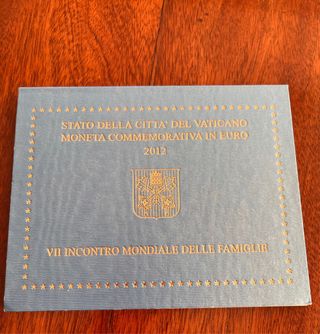 STATO DELLA CITTA' DEL VATICANO
MONETA COMMEMORATIVA IN EURO
2012
VII INCONTRO MONDIALE DELLE FAMIGLIE